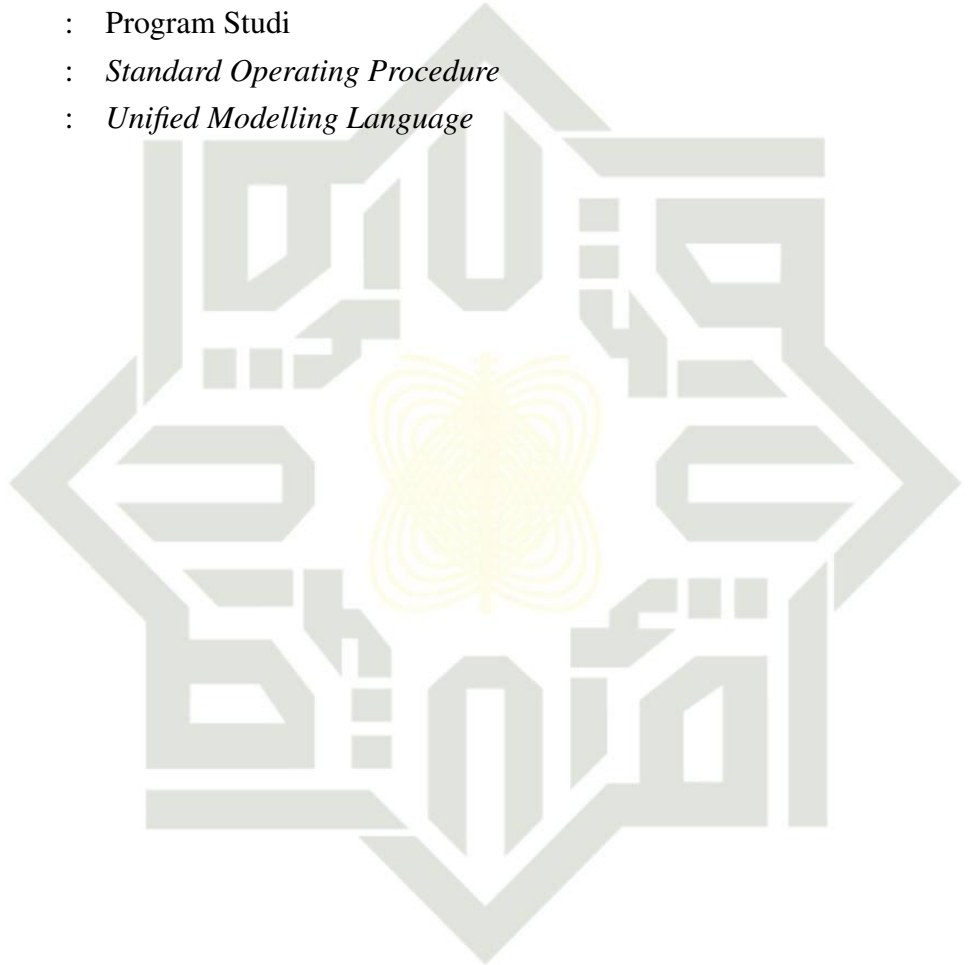 : Program Studi
: Standard Operating Procedure
: Unified Modelling Language